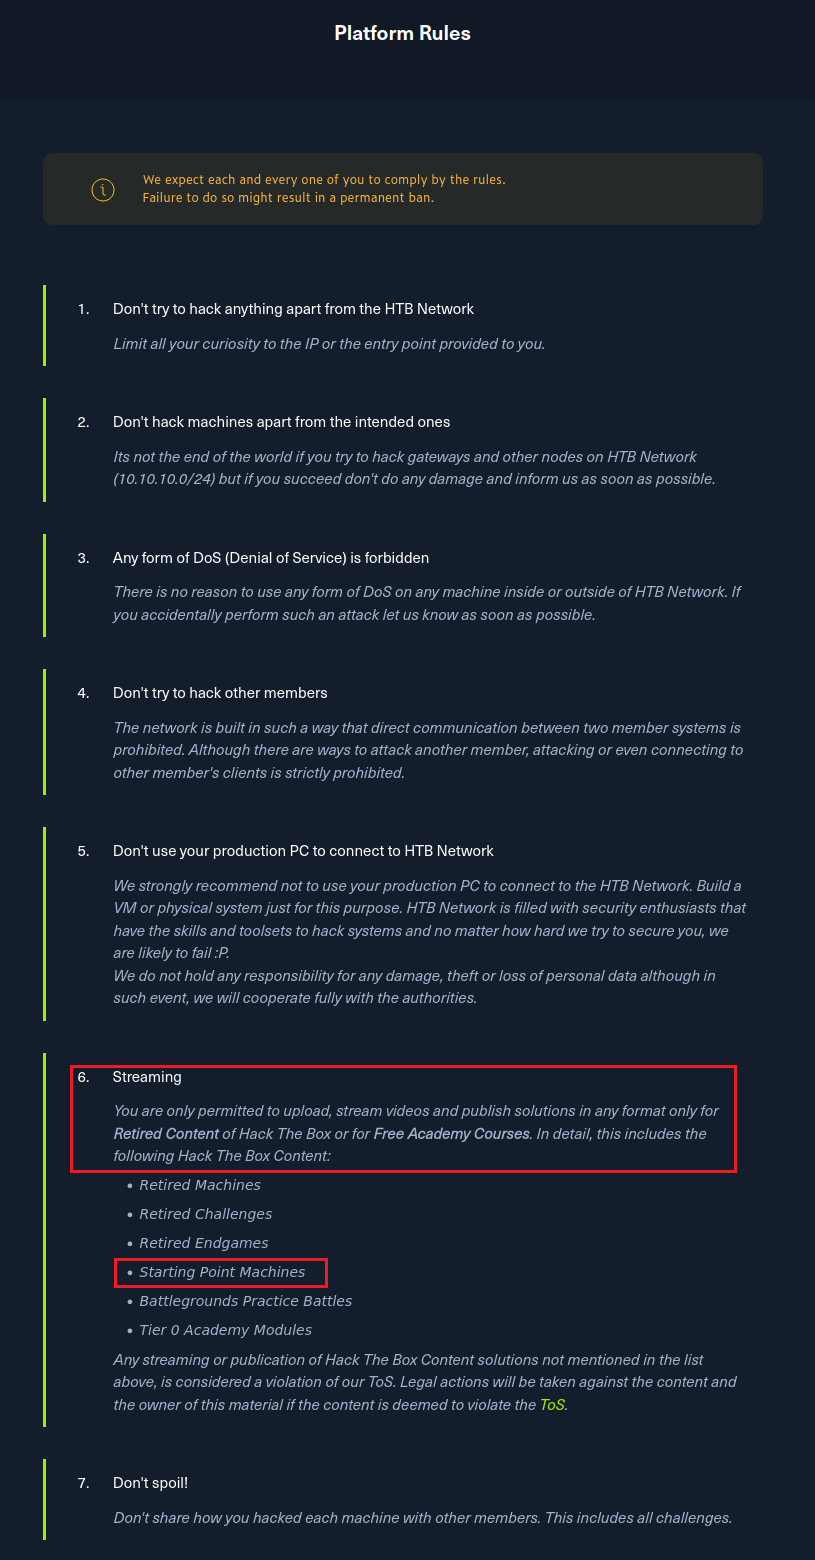 Platform Rules
We expect each and every one of you to comply by the rules.
Failure to do so might result in a permanent ban.
1. Don't try to hack anything apart from the HTB Network
Limit all your curiosity to the IP or the entry point provided to you.
2. Don't hack machines apart from the intended ones
Its not the end of the world if you try to hack gateways and other nodes on HTB Network
(10.10.10.0/24) but if you succeed don't do any damage and inform us as soon as possible.
3. Any form of DoS (Denial of Service) is forbidden
There is no reason to use any form of DoS on any machine inside or outside of HTB Network. If
you accidentally perform such an attack let us know as soon as possible.
4. Don't try to hack other members
The network is built in such a way that direct communication between two member systems is
prohibited. Although there are ways to attack another member, attacking or even connecting to
other member's clients is strictly prohibited.
5. Don't use your production PC to connect to HTB Network
We strongly recommend not to use your production PC to connect to the HTB Network. Build a
VM or physical system just for this purpose. HTB Network is filled with security enthusiasts that
have the skills and toolsets to hack systems and no matter how hard we try to secure you, we
are likely to fail :P.
We do not hold any responsibility for any damage, theft or loss of personal data although in
such event, we will cooperate fully with the authorities.
6. Streaming
You are only permitted to upload, stream videos and publish solutions in any format only for
Retired Content of Hack The Box or for Free Academy Courses. In detail, this includes the
following Hack The Box Content:
• Retired Machines
• Retired Challenges
• Retired Endgames
• Starting Point Machines
• Battlegrounds Practice Battles
• Tier 0 Academy Modules
Any streaming or publication of Hack The Box Content solutions not mentioned in the list
above, is considered a violation of our ToS. Legal actions will be taken against the content and
the owner of this material if the content is deemed to violate the ToS.
7. Don't spoil!
Don't share how you hacked each machine with other members. This includes all challenges.